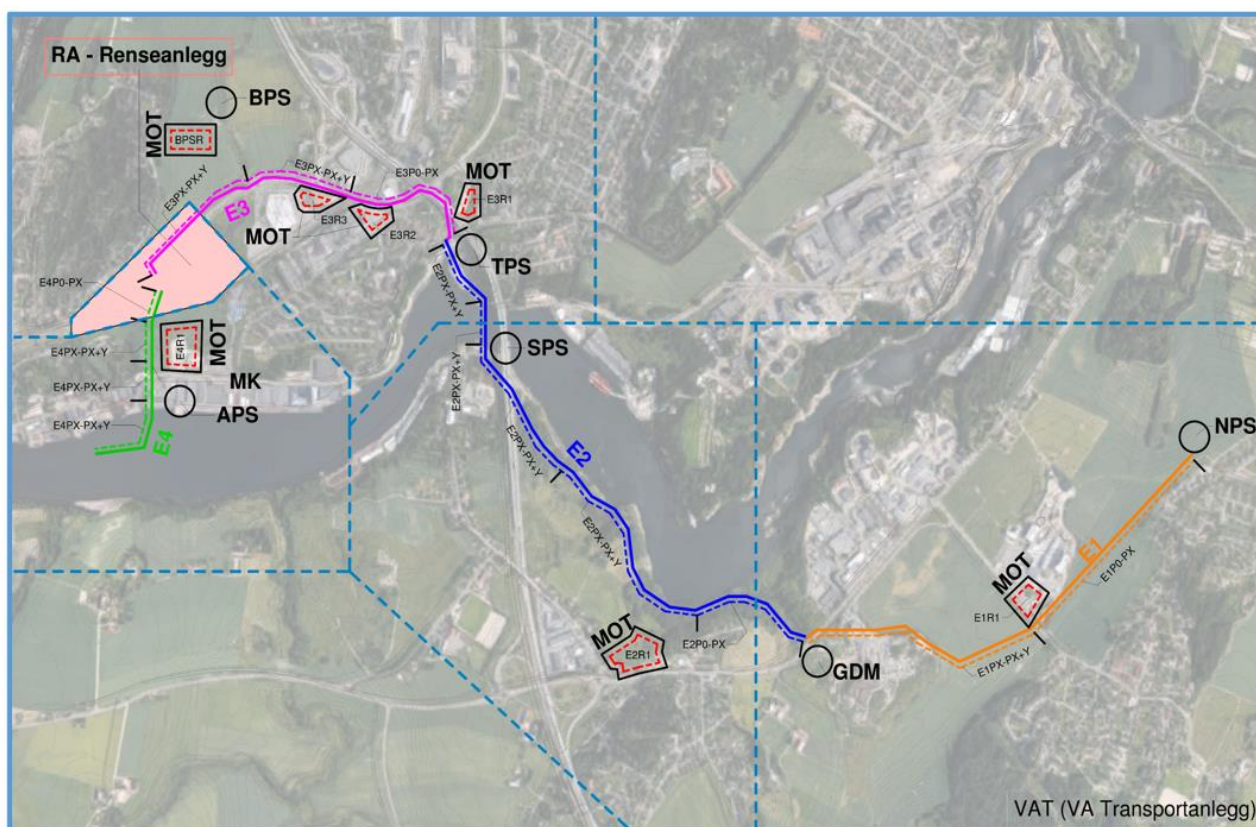 RA - Renseanlegg
BPS
MOT
BPSR
E3PX-PX+Y
E3PX-PX+Y
E3P0-PX
MOT
E3R1
E3
E3R3
MOT
E3R2
TPS
E4P0-PX
E2PX-PX+Y
E4R1
MOT
E4PX-PX+Y
SPS
E2PX-PX+Y
MK
E4PX-PX+Y
APS
E4PX-PX+Y
E4
NPS
E2
E2PX-PX+Y
E2PX-PX+Y
E1
E1P0-PX
MOT
E1R1
MOT
E2R1
E2P0-PX
GDM
E1PX-PX+Y
VAT (VA Transportanlegg)